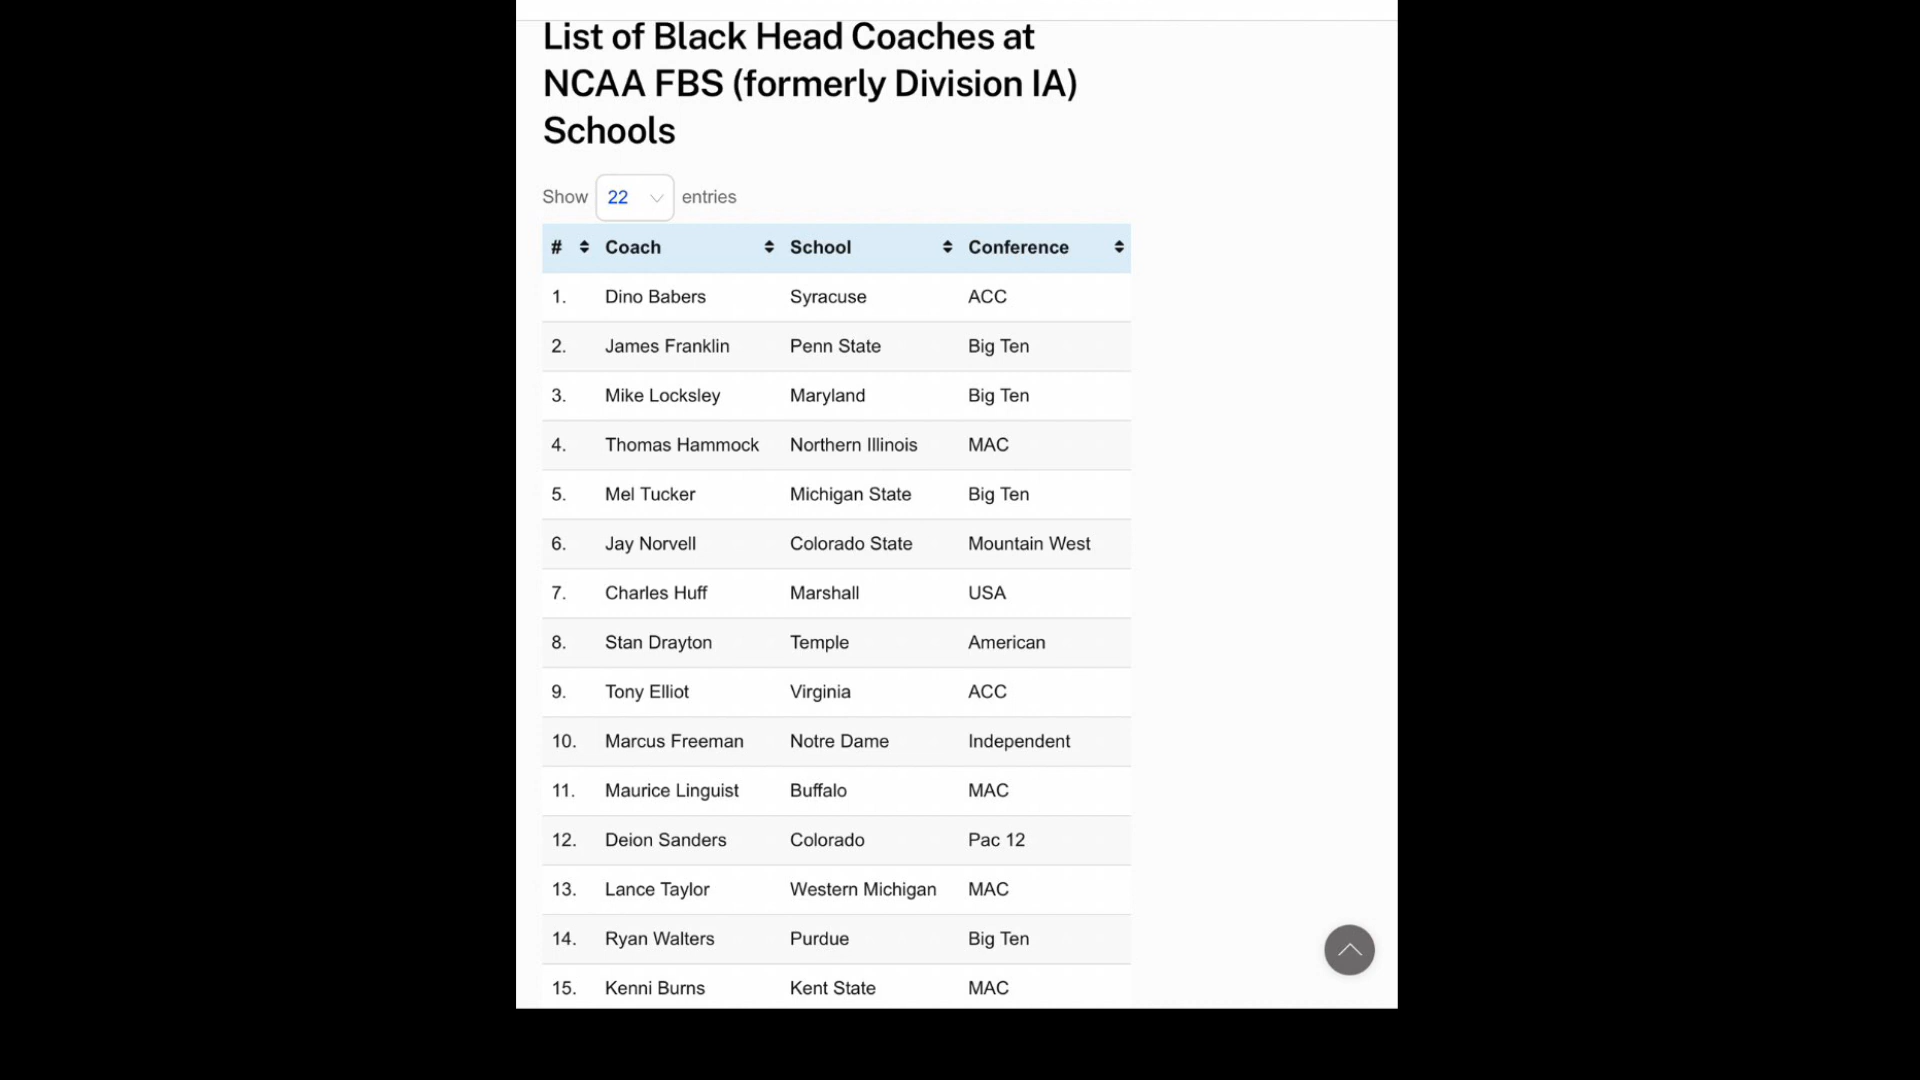 List of Black Head Coaches at
NCAA FBS (formerly Division IA)
Schools
Show 22 entries
# Coach School Conference
1. Dino Babers Syracuse ACC
2. James Franklin Penn State Big Ten
3. Mike Locksley Maryland Big Ten
4. Thomas Hammock Northern Illinois MAC
5. Mel Tucker Michigan State Big Ten
6. Jay Norvell Colorado State Mountain West
7. Charles Huff Marshall USA
8. Stan Drayton Temple American
9. Tony Elliot Virginia ACC
10. Marcus Freeman Notre Dame Independent
11. Maurice Linguist Buffalo MAC
12. Deion Sanders Colorado Pac 12
13. Lance Taylor Western Michigan MAC
14. Ryan Walters Purdue Big Ten
15. Kenni Burns Kent State MAC